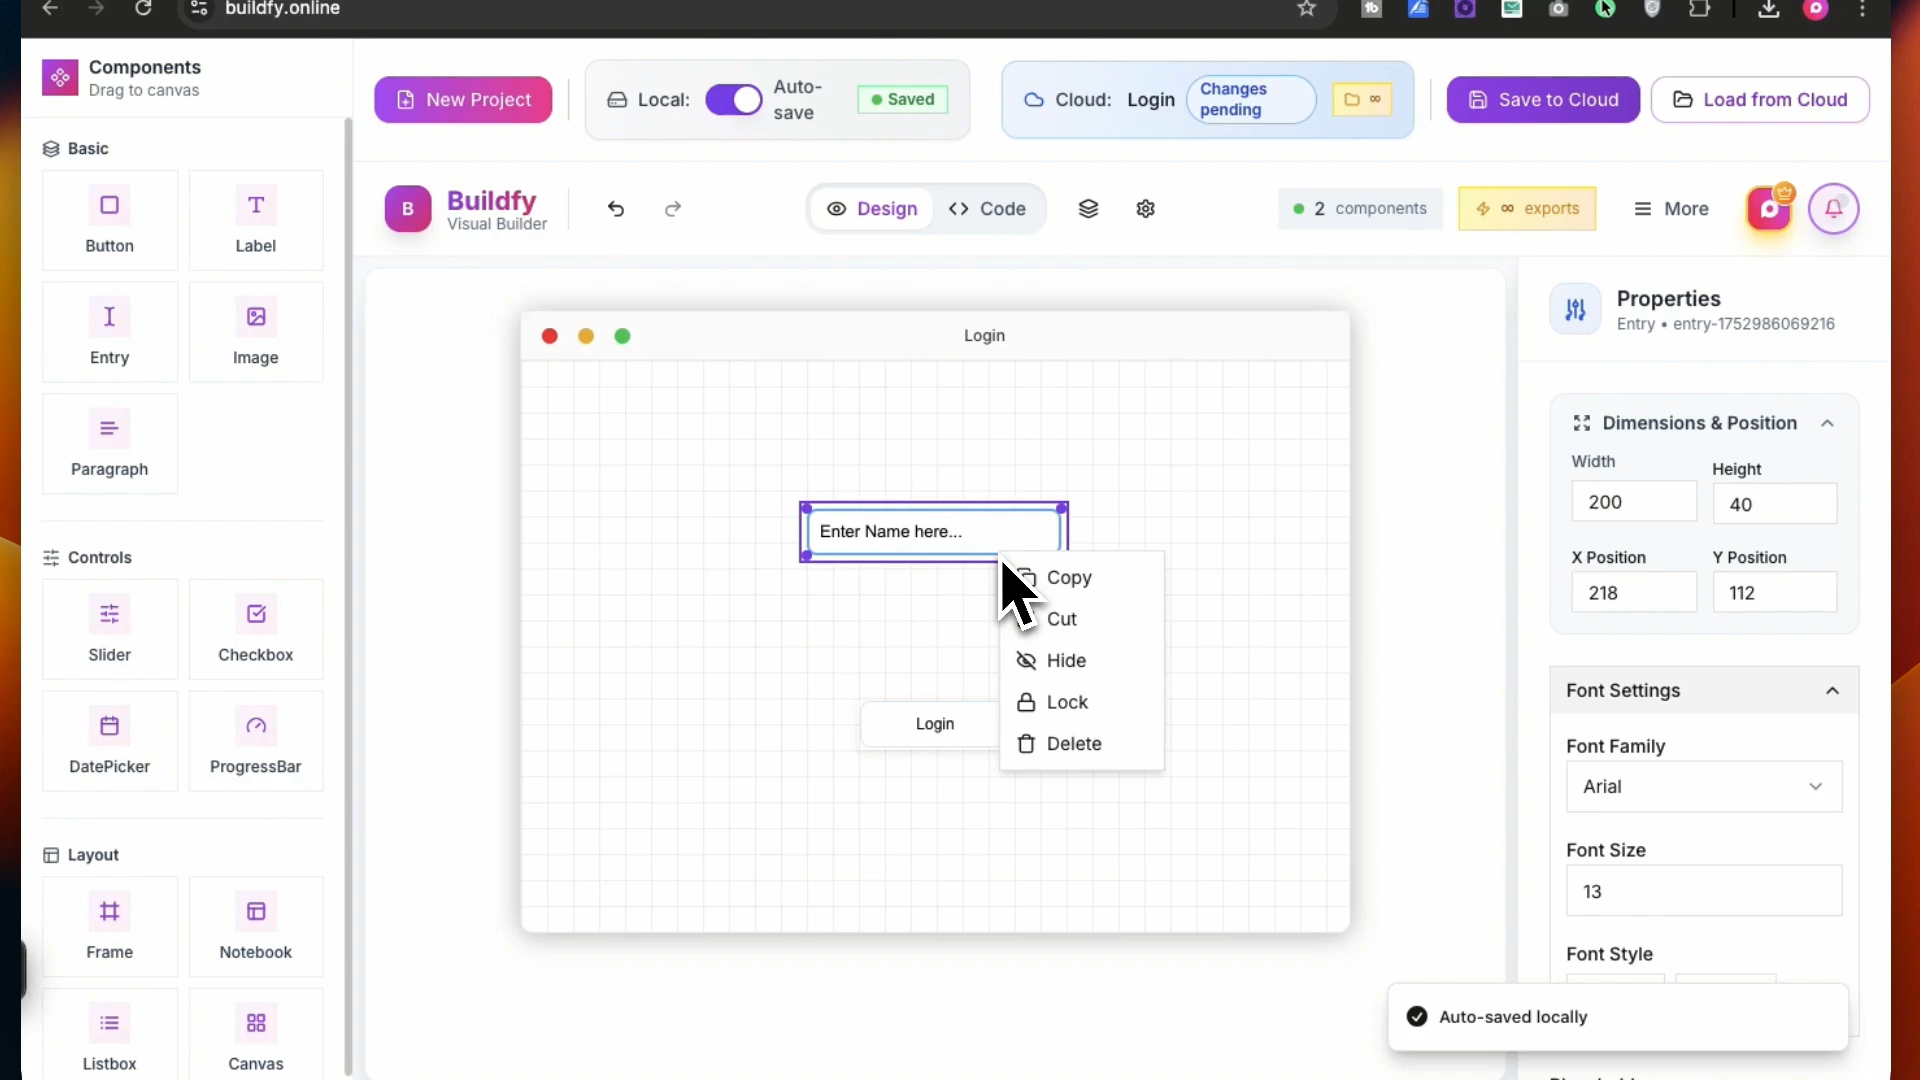 buildfy.online
Components
Drag to canvas
New Project
Local:
Auto-
save
Saved
Cloud: Login
Changes
pending
∞
Save to Cloud
Load from Cloud
Basic
Button
Label
Entry
Image
Paragraph
Controls
Slider
Checkbox
DatePicker
ProgressBar
Layout
Frame
Notebook
Listbox
Canvas
B
Buildfy
Visual Builder
Design
Code
2 components
∞ exports
More
Login
Enter Name here...
Login
Copy
Cut
Hide
Lock
Delete
Properties
Entry • entry-1752986069216
Dimensions & Position
Width
Height
200
40
X Position
Y Position
218
112
Font Settings
Font Family
Arial
Font Size
13
Font Style
Auto-saved locally